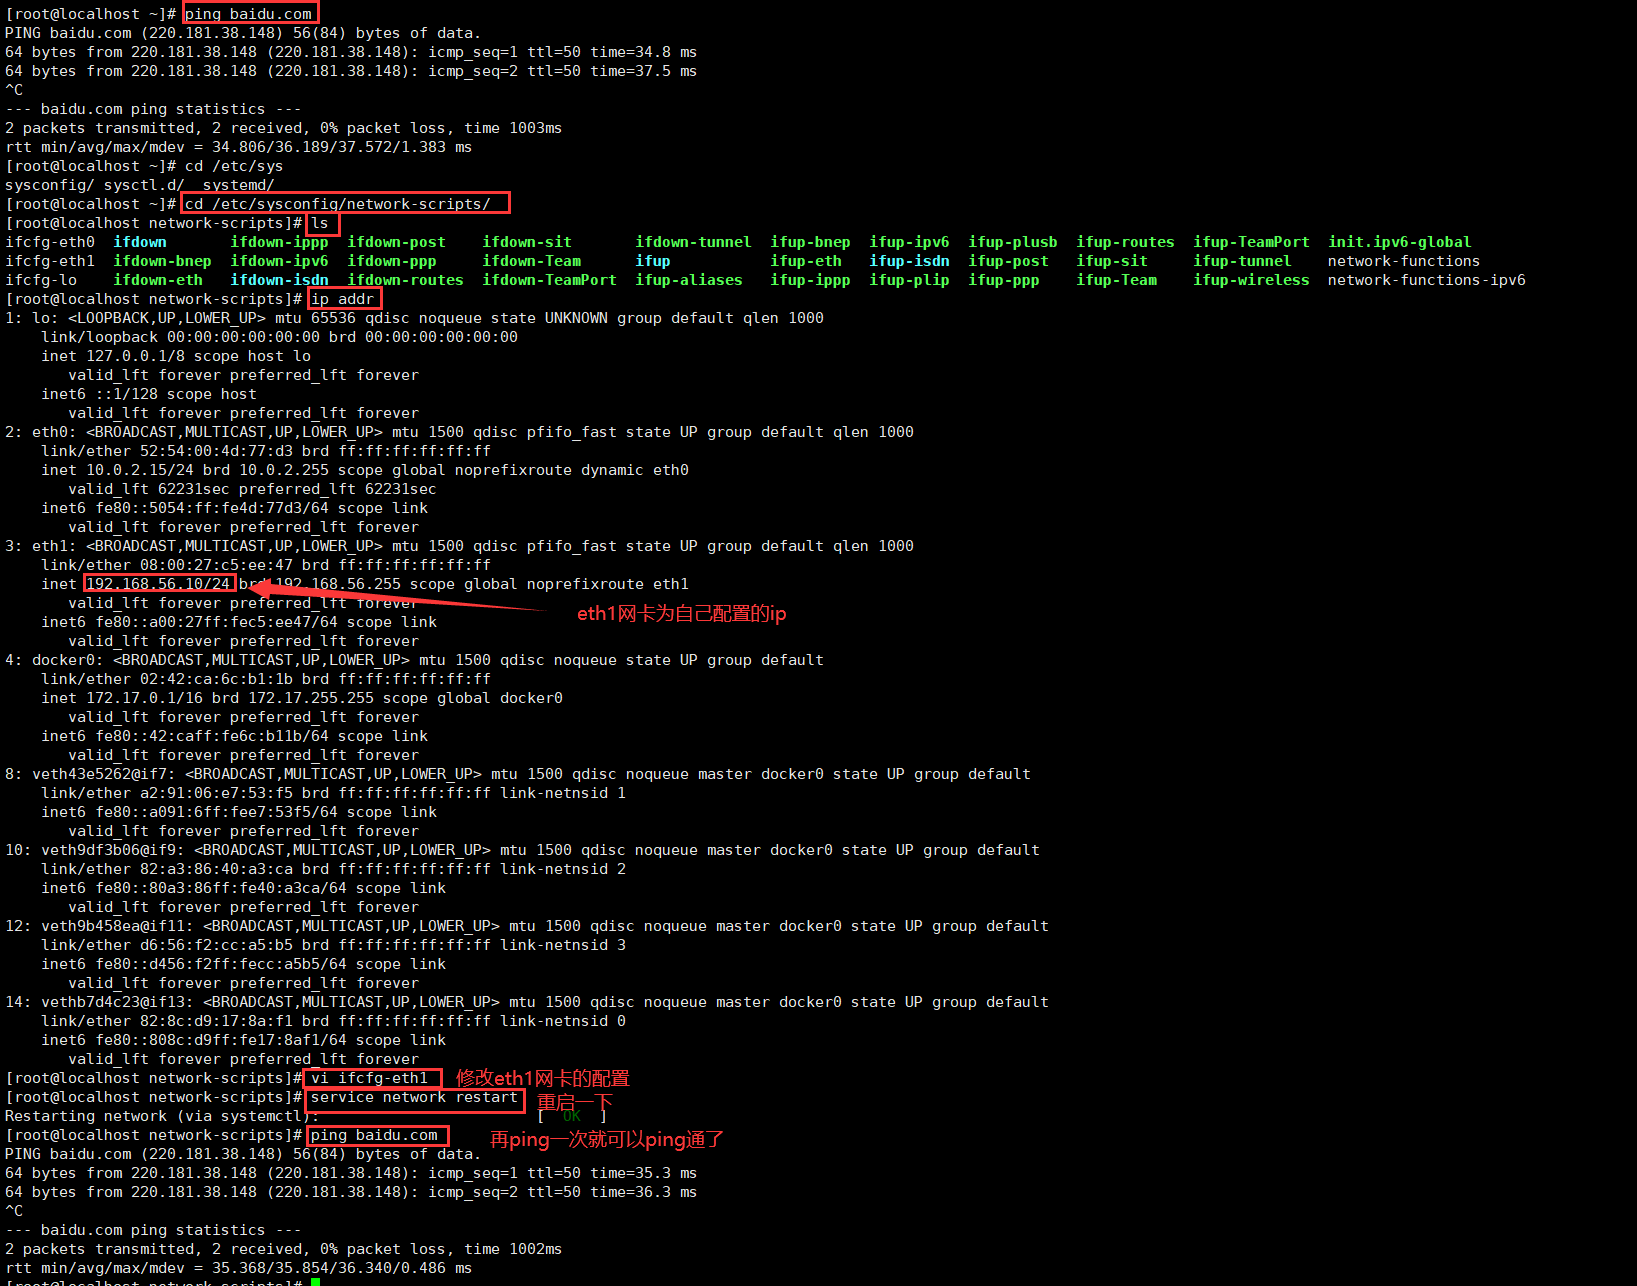 [root@localhost ~]# ping baidu.com
PING baidu.com (220.181.38.148) 56(84) bytes of data.
64 bytes from 220.181.38.148 (220.181.38.148): icmp_seq=1 ttl=50 time=34.8 ms
64 bytes from 220.181.38.148 (220.181.38.148): icmp_seq=2 ttl=50 time=37.5 ms
^C
--- baidu.com ping statistics ---
2 packets transmitted, 2 received, 0% packet loss, time 1003ms
rtt min/avg/max/mdev = 34.806/36.189/37.572/1.383 ms
[root@localhost ~]# cd /etc/sys
sysconfig/ sysctl.d/  systemd/
[root@localhost ~]# cd /etc/sysconfig/network-scripts/
[root@localhost network-scripts]# ls
ifcfg-eth0  ifdown       ifdown-ippp  ifdown-post    ifdown-sit       ifdown-tunnel  ifup-bnep  ifup-ipv6  ifup-plusb  ifup-routes  ifup-TeamPort  init.ipv6-global
ifcfg-eth1  ifdown-bnep  ifdown-ipv6  ifdown-ppp     ifdown-Team      ifup           ifup-eth   ifup-isdn  ifup-post   ifup-sit     ifup-tunnel    network-functions
ifcfg-lo    ifdown-eth   ifdown-isdn  ifdown-routes  ifdown-TeamPort  ifup-aliases   ifup-ippp  ifup-plip  ifup-ppp    ifup-Team    ifup-wireless  network-functions-ipv6
[root@localhost network-scripts]# ip addr
1: lo: <LOOPBACK,UP,LOWER_UP> mtu 65536 qdisc noqueue state UNKNOWN group default qlen 1000
    link/loopback 00:00:00:00:00:00 brd 00:00:00:00:00:00
    inet 127.0.0.1/8 scope host lo
       valid_lft forever preferred_lft forever
    inet6 ::1/128 scope host
       valid_lft forever preferred_lft forever
2: eth0: <BROADCAST,MULTICAST,UP,LOWER_UP> mtu 1500 qdisc pfifo_fast state UP group default qlen 1000
    link/ether 52:54:00:4d:77:d3 brd ff:ff:ff:ff:ff:ff
    inet 10.0.2.15/24 brd 10.0.2.255 scope global noprefixroute dynamic eth0
       valid_lft 62231sec preferred_lft 62231sec
    inet6 fe80::5054:ff:fe4d:77d3/64 scope link
       valid_lft forever preferred_lft forever
3: eth1: <BROADCAST,MULTICAST,UP,LOWER_UP> mtu 1500 qdisc pfifo_fast state UP group default qlen 1000
    link/ether 08:00:27:c5:ee:47 brd ff:ff:ff:ff:ff:ff
    inet 192.168.56.10/24 brd 192.168.56.255 scope global noprefixroute eth1
       valid_lft forever preferred_lft forever
eth1网卡为自己配置的ip
    inet6 fe80::a00:27ff:fec5:ee47/64 scope link
       valid_lft forever preferred_lft forever
4: docker0: <BROADCAST,MULTICAST,UP,LOWER_UP> mtu 1500 qdisc noqueue state UP group default
    link/ether 02:42:ca:6c:b1:1b brd ff:ff:ff:ff:ff:ff
    inet 172.17.0.1/16 brd 172.17.255.255 scope global docker0
       valid_lft forever preferred_lft forever
    inet6 fe80::42:caff:fe6c:b11b/64 scope link
       valid_lft forever preferred_lft forever
8: veth43e5262@if7: <BROADCAST,MULTICAST,UP,LOWER_UP> mtu 1500 qdisc noqueue master docker0 state UP group default
    link/ether a2:91:06:e7:53:f5 brd ff:ff:ff:ff:ff:ff link-netnsid 1
    inet6 fe80::a091:6ff:fee7:53f5/64 scope link
       valid_lft forever preferred_lft forever
10: veth9df3b06@if9: <BROADCAST,MULTICAST,UP,LOWER_UP> mtu 1500 qdisc noqueue master docker0 state UP group default
    link/ether 82:a3:86:40:a3:ca brd ff:ff:ff:ff:ff:ff link-netnsid 2
    inet6 fe80::80a3:86ff:fe40:a3ca/64 scope link
       valid_lft forever preferred_lft forever
12: veth9b458ea@if11: <BROADCAST,MULTICAST,UP,LOWER_UP> mtu 1500 qdisc noqueue master docker0 state UP group default
    link/ether d6:56:f2:cc:a5:b5 brd ff:ff:ff:ff:ff:ff link-netnsid 3
    inet6 fe80::d456:f2ff:fecc:a5b5/64 scope link
       valid_lft forever preferred_lft forever
14: vethb7d4c23@if13: <BROADCAST,MULTICAST,UP,LOWER_UP> mtu 1500 qdisc noqueue master docker0 state UP group default
    link/ether 82:8c:d9:17:8a:f1 brd ff:ff:ff:ff:ff:ff link-netnsid 0
    inet6 fe80::808c:d9ff:fe17:8af1/64 scope link
       valid_lft forever preferred_lft forever
[root@localhost network-scripts]# vi ifcfg-eth1 修改eth1网卡的配置
[root@localhost network-scripts]# service network restart 重启一下
Restarting network (via systemctl):                        [  OK  ]
[root@localhost network-scripts]# ping baidu.com 再ping一次就可以ping通了
PING baidu.com (220.181.38.148) 56(84) bytes of data.
64 bytes from 220.181.38.148 (220.181.38.148): icmp_seq=1 ttl=50 time=35.3 ms
64 bytes from 220.181.38.148 (220.181.38.148): icmp_seq=2 ttl=50 time=36.3 ms
^C
--- baidu.com ping statistics ---
2 packets transmitted, 2 received, 0% packet loss, time 1002ms
rtt min/avg/max/mdev = 35.368/35.854/36.340/0.486 ms
[root@localhost network-scripts]#